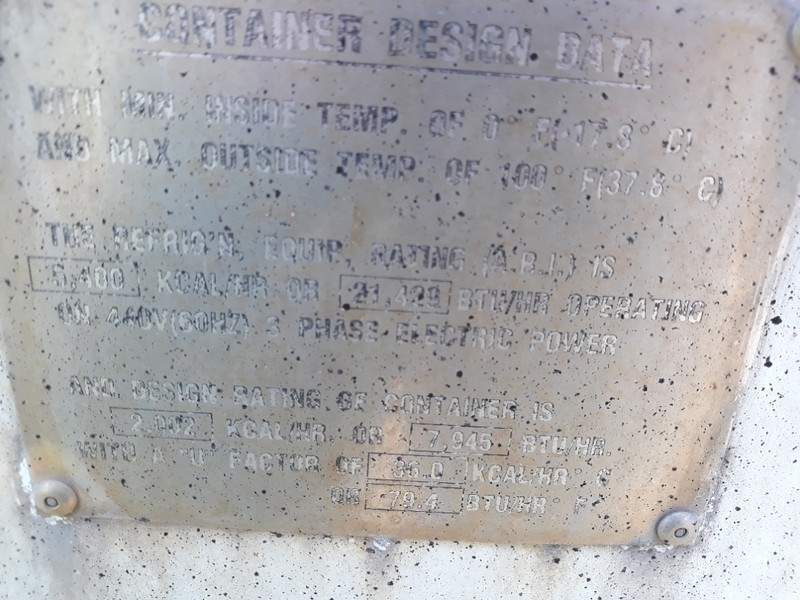 CONTAINER DESIGN DATA
WITH MIN. INSIDE TEMP. OF 0° F(-17.8° C)
AND MAX. OUTSIDE TEMP. OF 100° F(37.8° C)
THE REFRIG'N. EQUIP. RATING (A.R.I.) IS
5,400 KCAL/HR OR 21,429 BTU/HR OPERATING
ON 440V(60HZ) 3 PHASE ELECTRIC POWER
AND DESIGN RATING OF CONTAINER IS
2,002 KCAL/HR. OR 7,945 BTU/HR.
WITH A "U" FACTOR OF 36.0 KCAL/HR° C
OR 79.4 BTU/HR° F